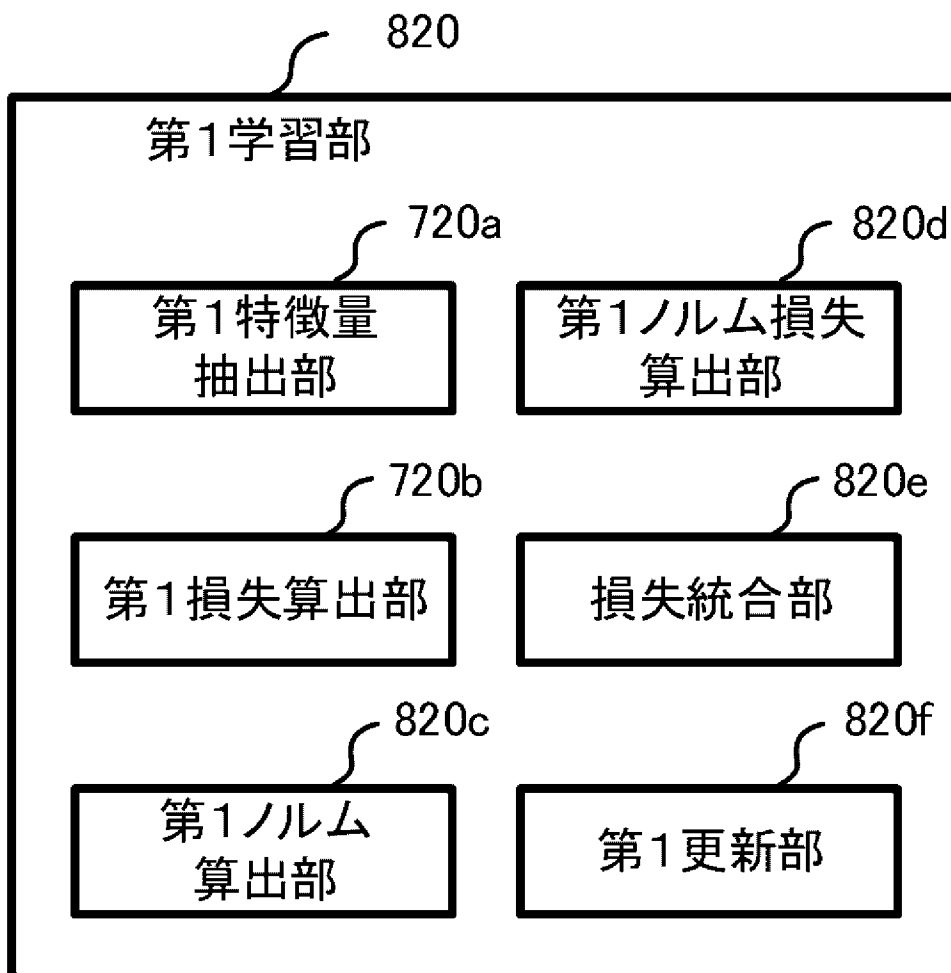 820
第1学習部
720a
第1特徴量
抽出部
820d
第1ノルム損失
算出部
720b
第1損失算出部
820e
損失統合部
820c
第1ノルム
算出部
820f
第1更新部